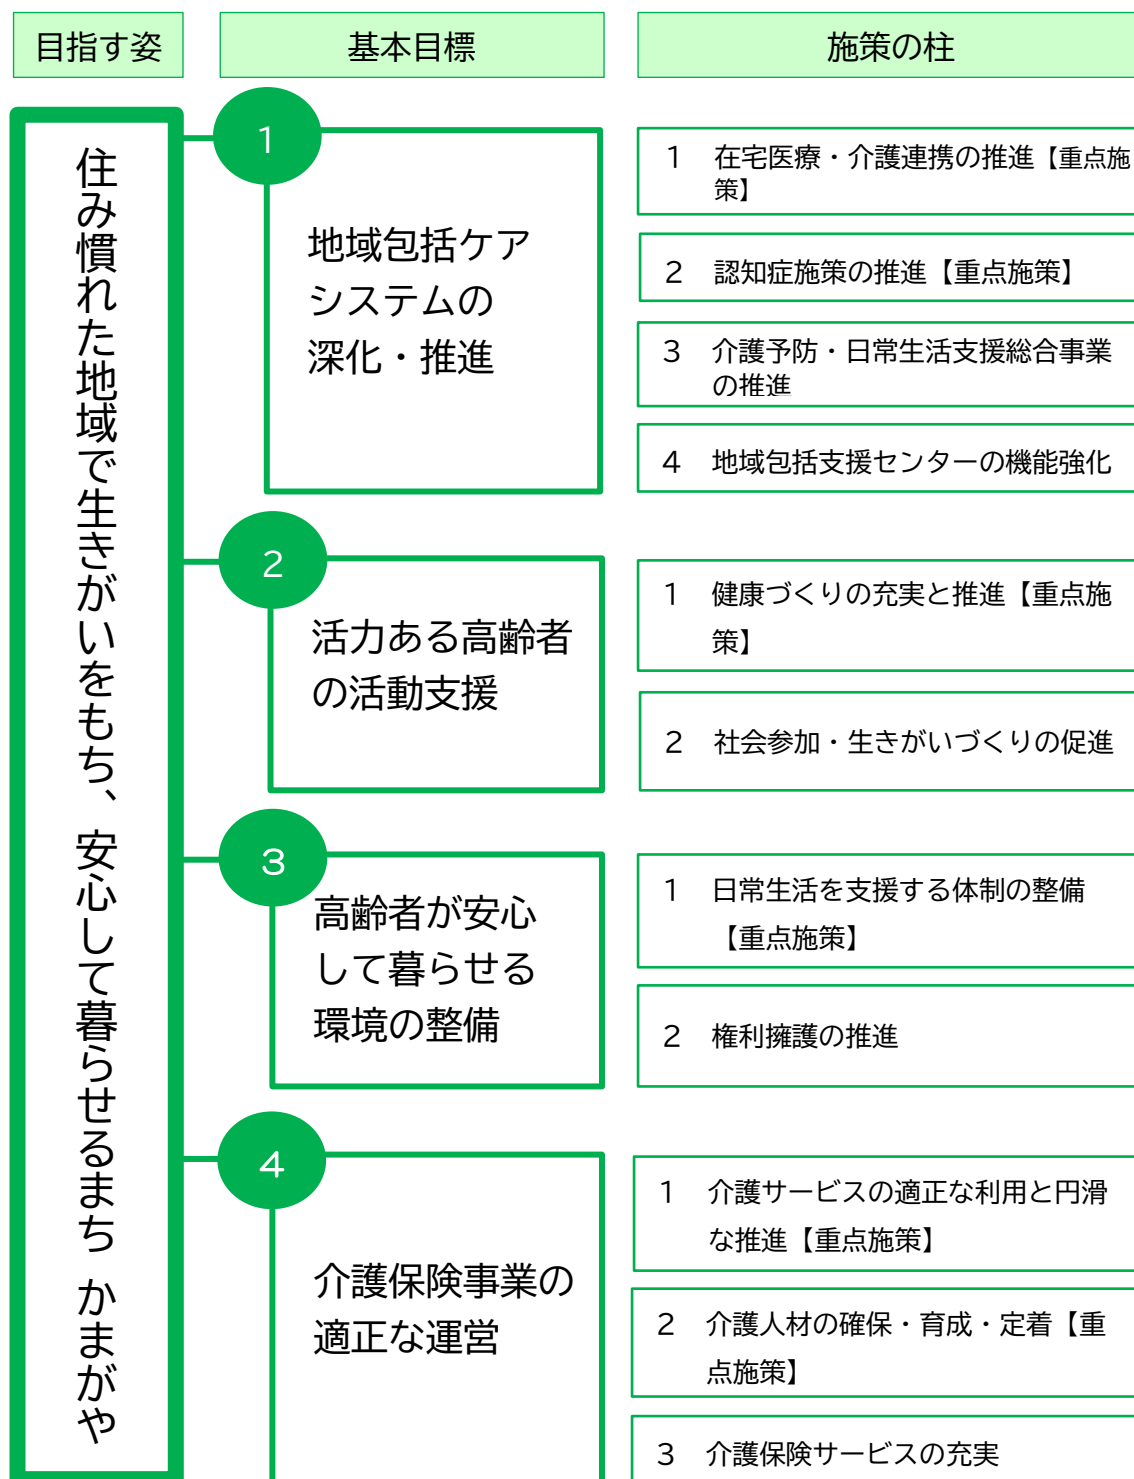 目指す姿
基本目標
施策の柱
住み慣れた地域で生きがいをもち、安心して暮らせるまち かまがや
1
地域包括ケア
システムの
深化・推進
1 在宅医療・介護連携の推進【重点施
策】
2 認知症施策の推進【重点施策】
3 介護予防・日常生活支援総合事業
の推進
4 地域包括支援センターの機能強化
2
活力ある高齢者
の活動支援
1 健康づくりの充実と推進【重点施
策】
2 社会参加・生きがいづくりの促進
3
高齢者が安心
して暮らせる
環境の整備
1 日常生活を支援する体制の整備
【重点施策】
2 権利擁護の推進
4
介護保険事業の
適正な運営
1 介護サービスの適正な利用と円滑
な推進【重点施策】
2 介護人材の確保・育成・定着【重
点施策】
3 介護保険サービスの充実